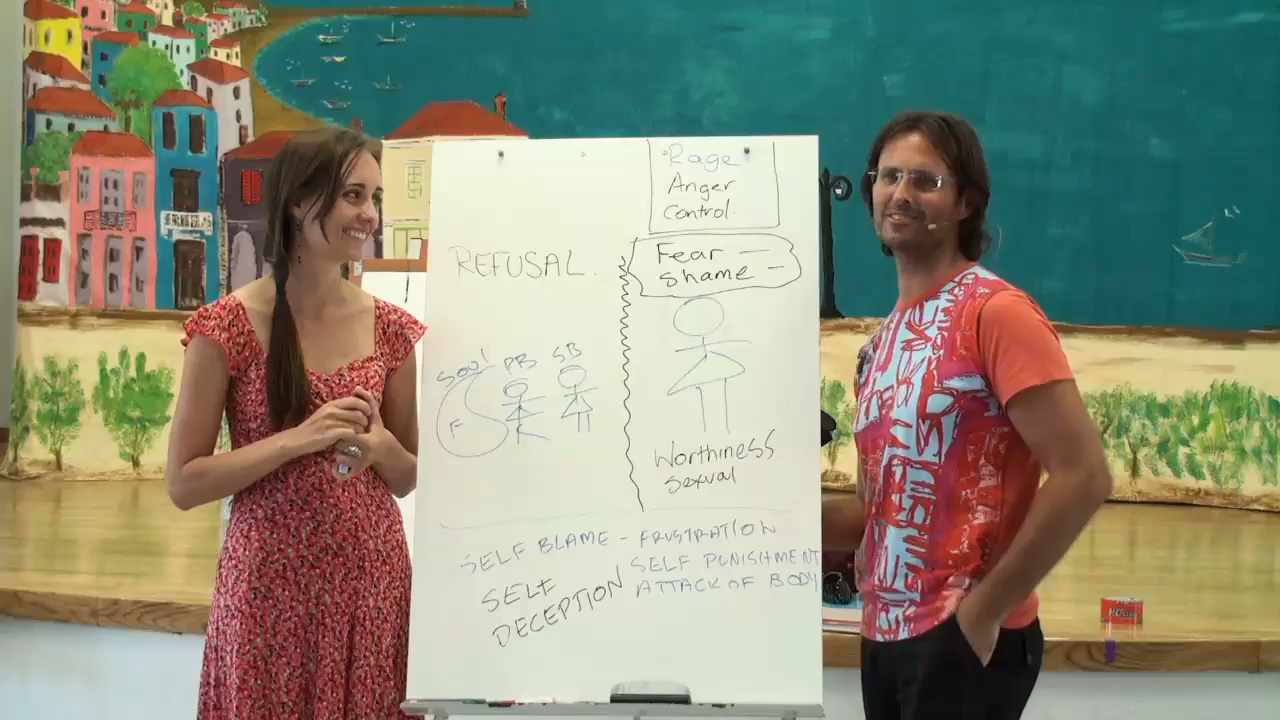 Rage
Anger
Control.
Fear —
Shame —
REFUSAL.
Soul
PB
SB
F
Worthiness
Sexual
SELF BLAME - FRUSTRATION
SELF PUNISHMENT
SELF
DECEPTION
ATTACK OF BODY